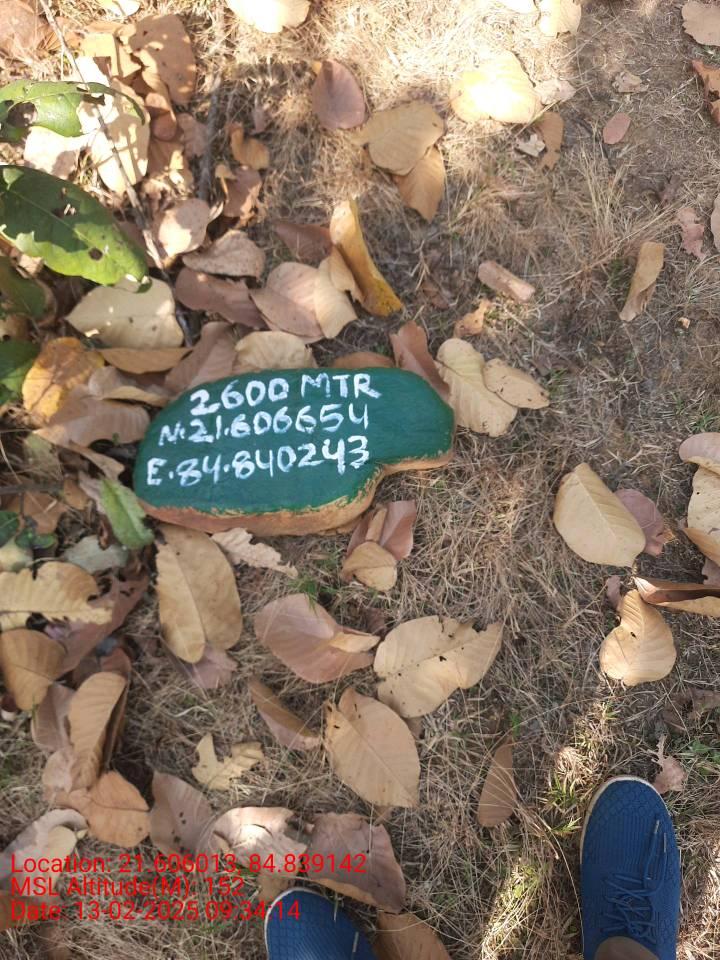 2600 MTR
N.21.606654
E.84.840243
Location: 21.606013, 84.839142
MSL Altitude(M): 152
Date: 13-02-2025 09:34:14